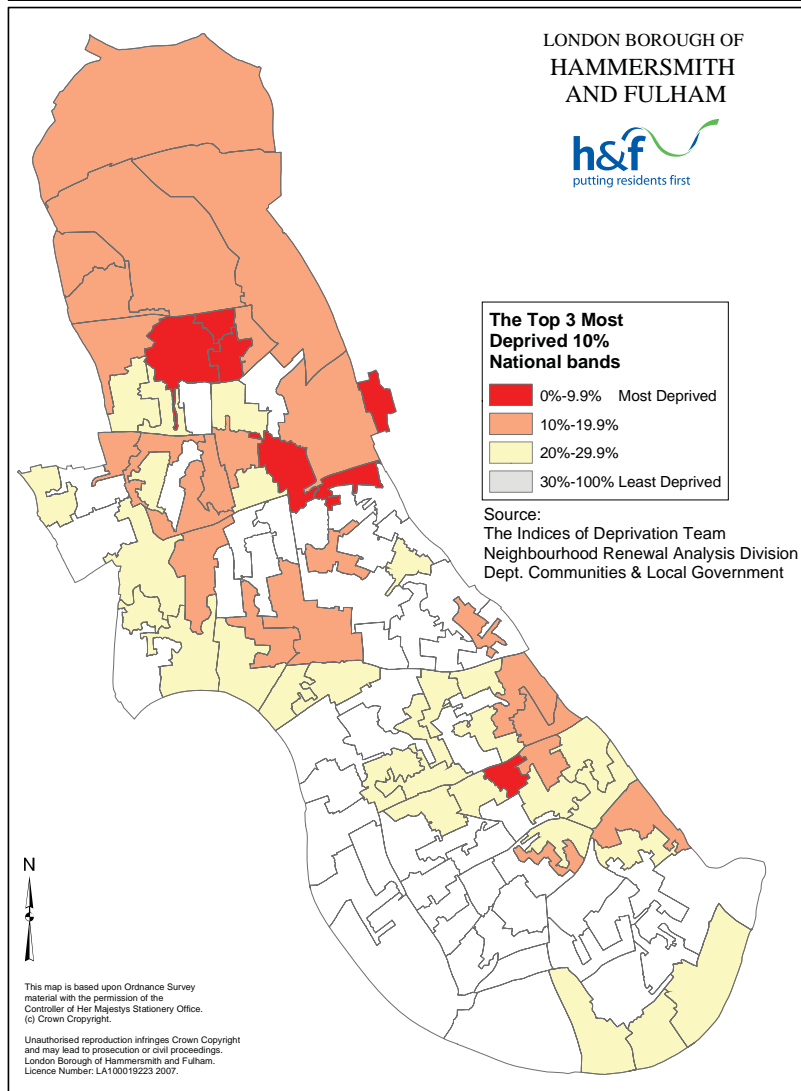 LONDON BOROUGH OF
HAMMERSMITH
AND FULHAM
h&f
putting residents first
The Top 3 Most
Deprived 10%
National bands
0%-9.9% Most Deprived
10%-19.9%
20%-29.9%
30%-100% Least Deprived
Source:
The Indices of Deprivation Team
Neighbourhood Renewal Analysis Division
Dept. Communities & Local Government
N
This map is based upon Ordnance Survey
material with the permission of the
Controller of Her Majestys Stationery Office.
(c) Crown Cropyright.
Unauthorised reproduction infringes Crown Copyright
and may lead to prosecution or civil proceedings.
London Borough of Hammersmith and Fulham.
Licence Number: LA100019223 2007.